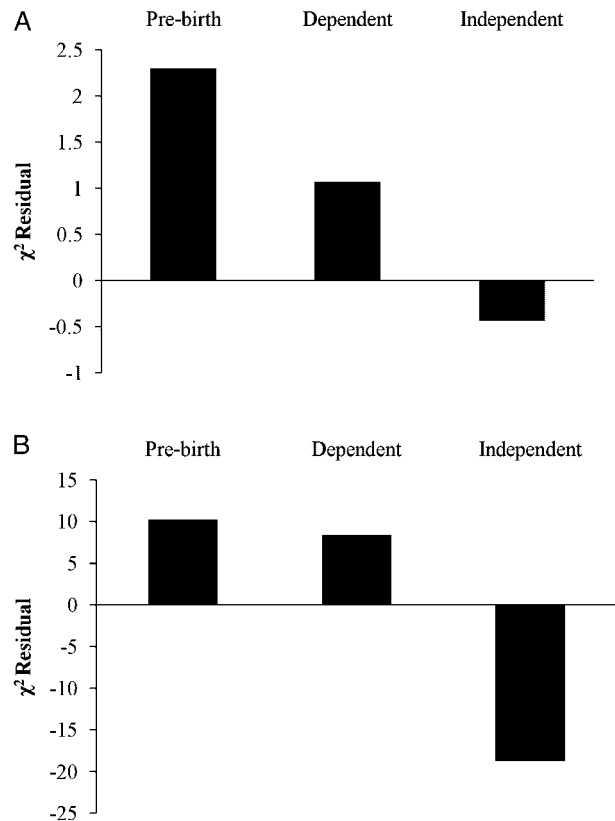 A
Pre-birth Dependent Independent
2.5
2
1.5
1
0.5
0
-0.5
-1
χ² Residual
B
Pre-birth Dependent Independent
15
10
5
0
-5
-10
-15
-20
-25
χ² Residual